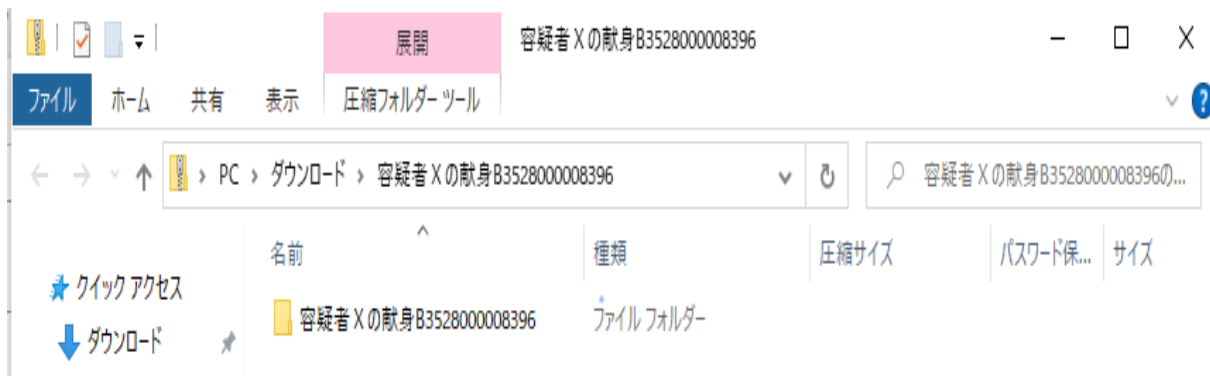 展開 容疑者Xの献身B3528000008396
ファイル ホーム 共有 表示 圧縮フォルダー ツール ?
> PC > ダウンロード > 容疑者Xの献身B3528000008396 容疑者Xの献身B3528000008396の...
名前 種類 圧縮サイズ パスワード保... サイズ
クイック アクセス
容疑者Xの献身B3528000008396 ファイル フォルダー
ダウンロード